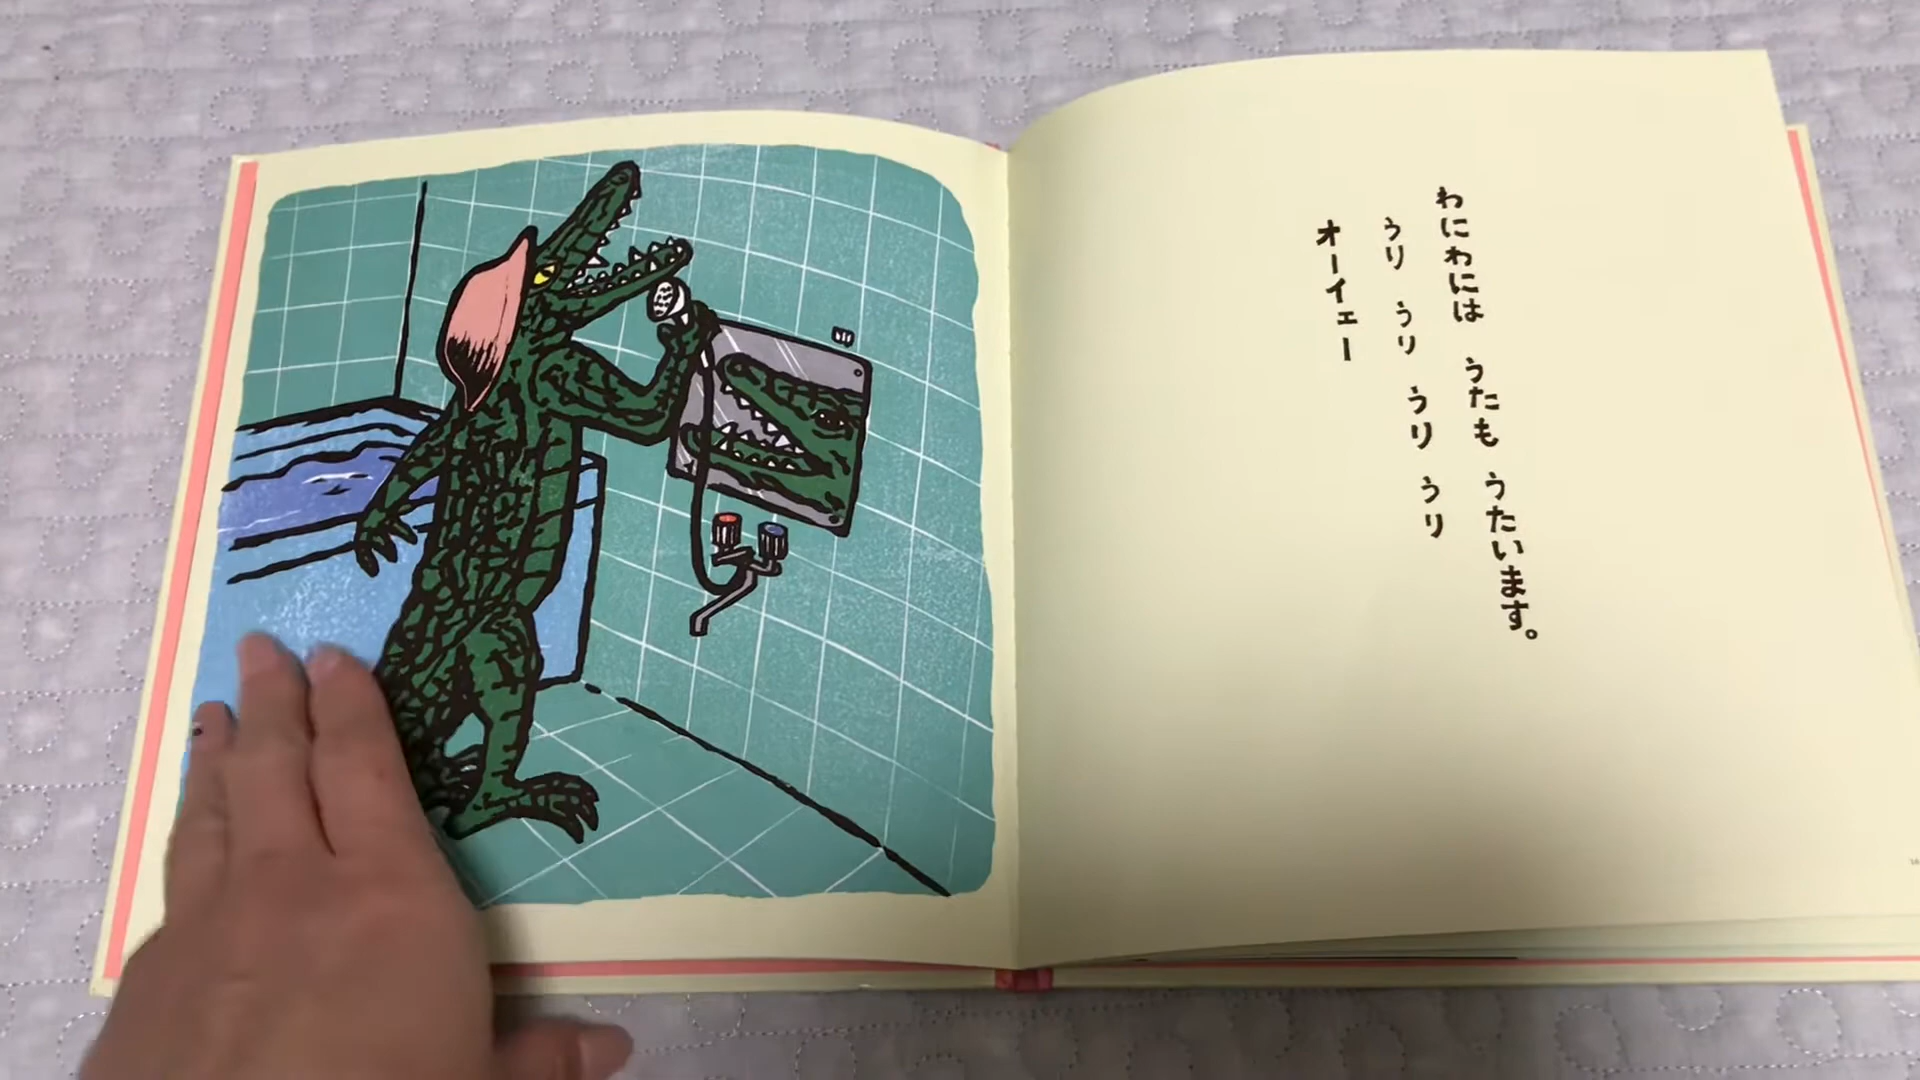 わにわには うたも うたいます。
うり うり うり うり
オーイェー